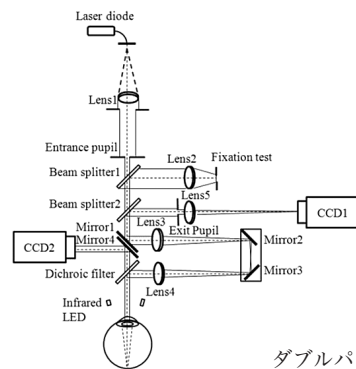 Laser diode
Lens1
Entrance pupil
Lens2
Fixation test
Beam splitter1
Beam splitter2
Lens5
CCD1
Mirror1
Lens3
Exit Pupil
Mirror4
CCD2
Mirror2
Dichroic filter
Mirror3
Lens4
Infrared
LED
ダブルパ